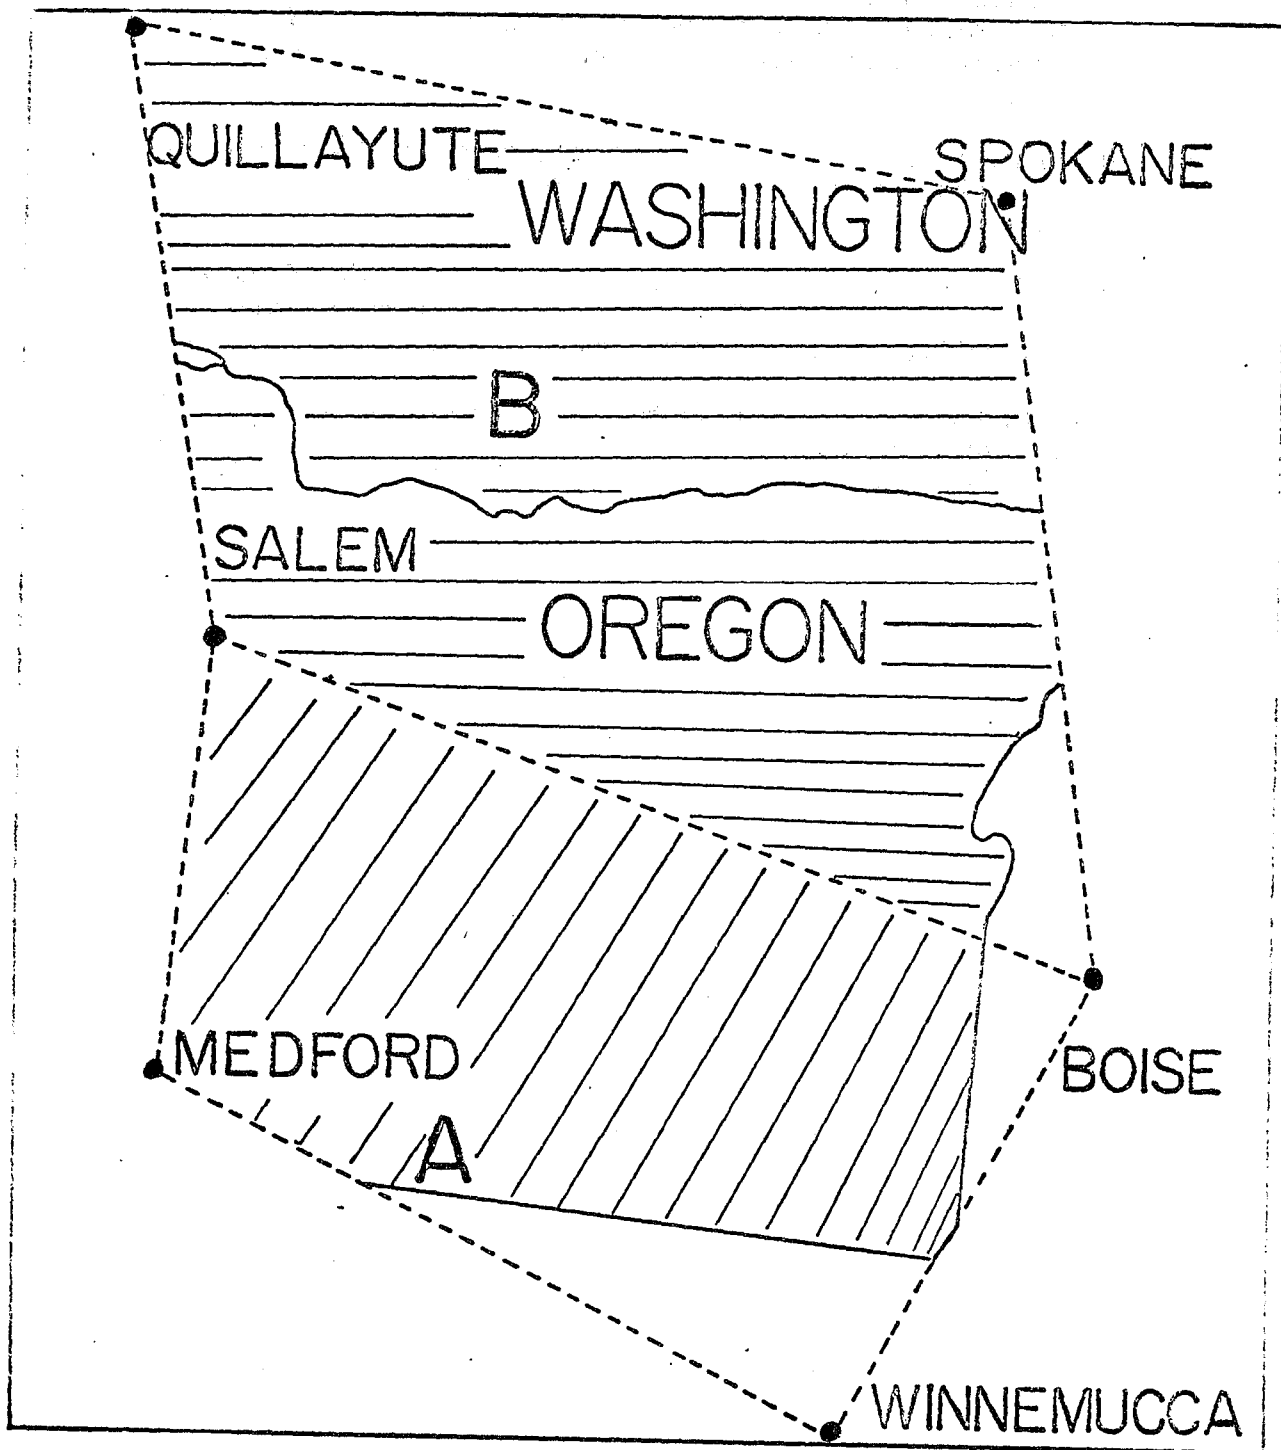 QUILLAYUTE
SPOKANE
WASHINGTON
B
SALEM
OREGON
MEDFORD
BOISE
A
WINNEMUCCA